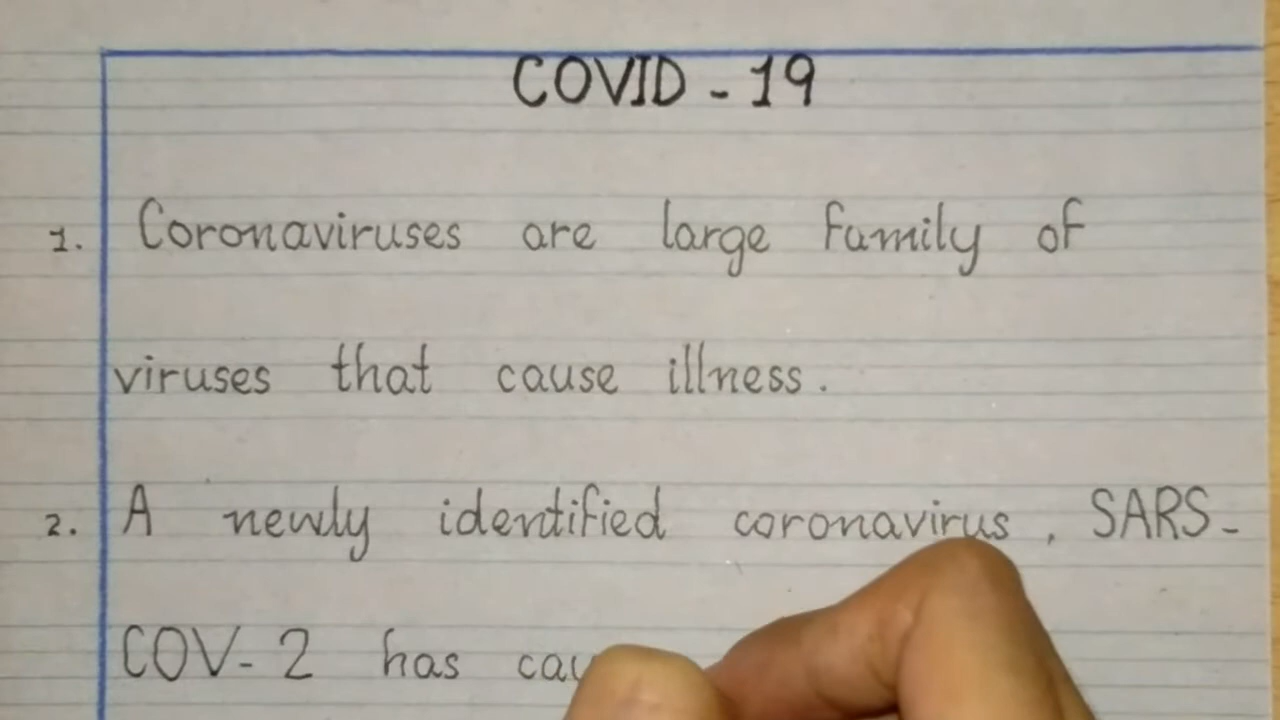 COVID - 19
1. Coronaviruses are large family of
viruses that cause illness.
2. A newly identified coronavirus, SARS-
COV-2 has